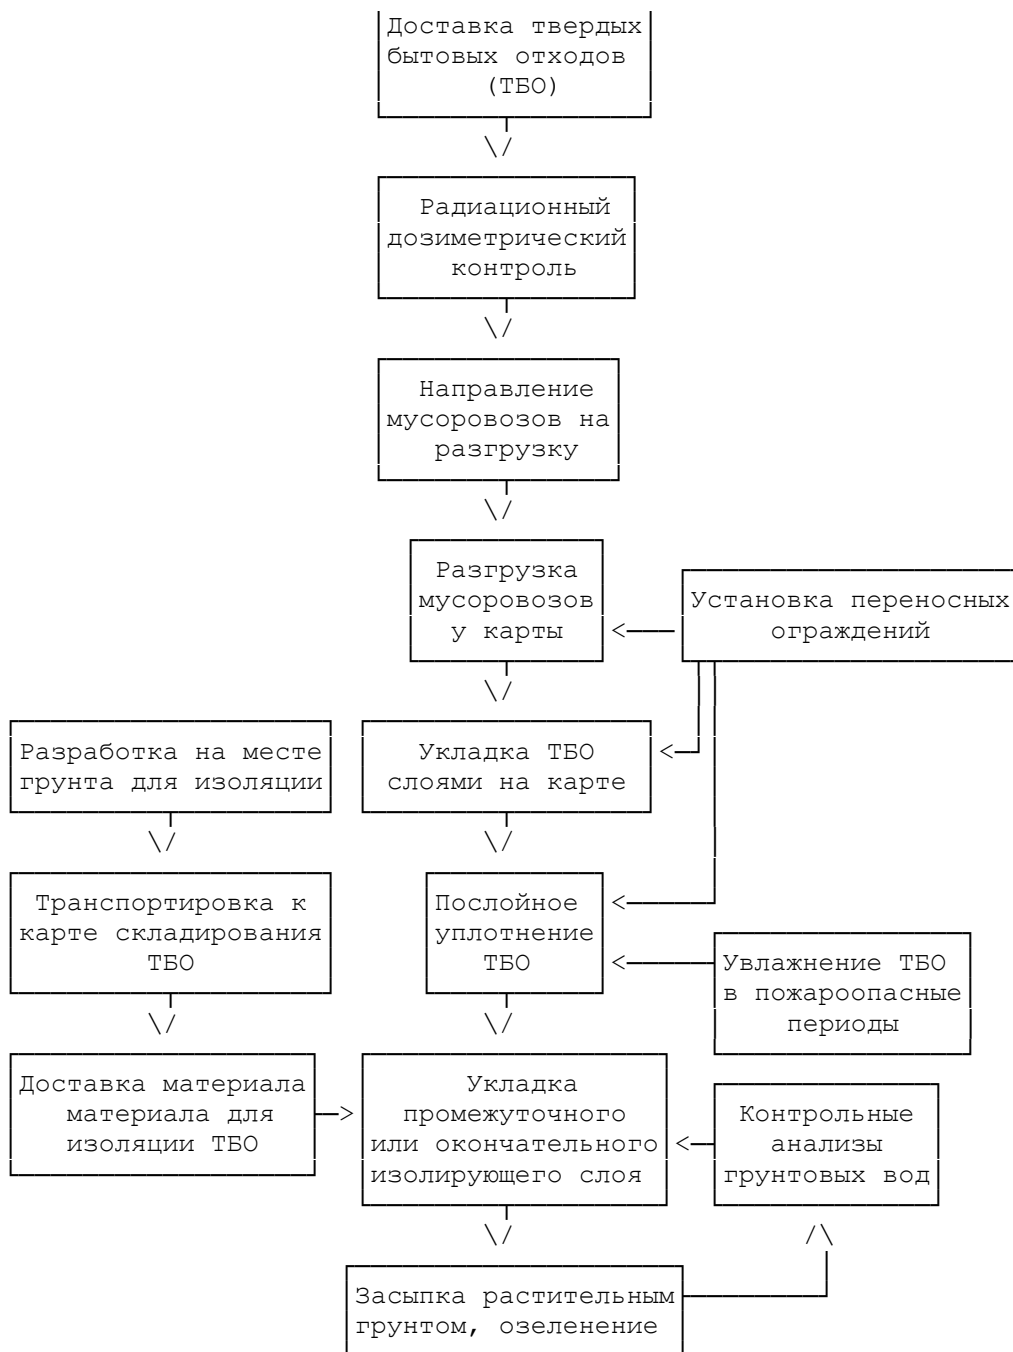 Доставка твердых
бытовых отходов
(ТБО)
Радиационный
дозиметрический
контроль
Направление
мусоровозов на
разгрузку
Разгрузка
мусоровозов
у карты
Установка переносных
ограждений
Разработка на месте
грунта для изоляции
Укладка ТБО
слоями на карте
Транспортировка к
карте складирования
ТБО
Послойное
уплотнение
ТБО
Увлажнение ТБО
в пожароопасные
периоды
Доставка материала
материала для
изоляции ТБО
Укладка
промежуточного
или окончательного
изолирующего слоя
Контрольные
анализы
грунтовых вод
Засыпка растительным
грунтом, озеленение